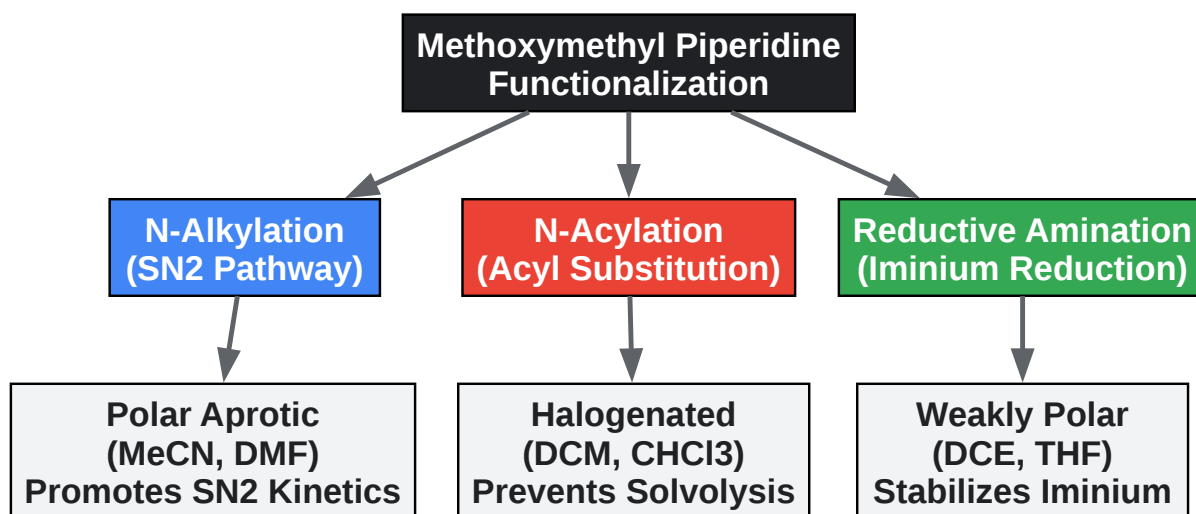 Methoxymethyl Piperidine
Functionalization
N-Alkylation
(SN2 Pathway)
N-Acylation
(Acyl Substitution)
Reductive Amination
(Iminium Reduction)
Polar Aprotic
(MeCN, DMF)
Promotes SN2 Kinetics
Halogenated
(DCM, CHCl3)
Prevents Solvolysis
Weakly Polar
(DCE, THF)
Stabilizes Iminium